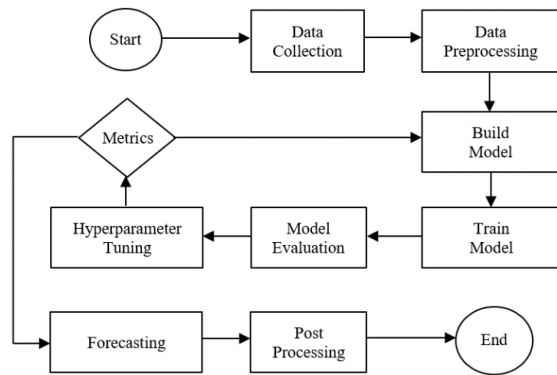 Start
Data
Collection
Data
Preprocessing
Metrics
Build
Model
Hyperparameter
Tuning
Model
Evaluation
Train
Model
Forecasting
Post
Processing
End